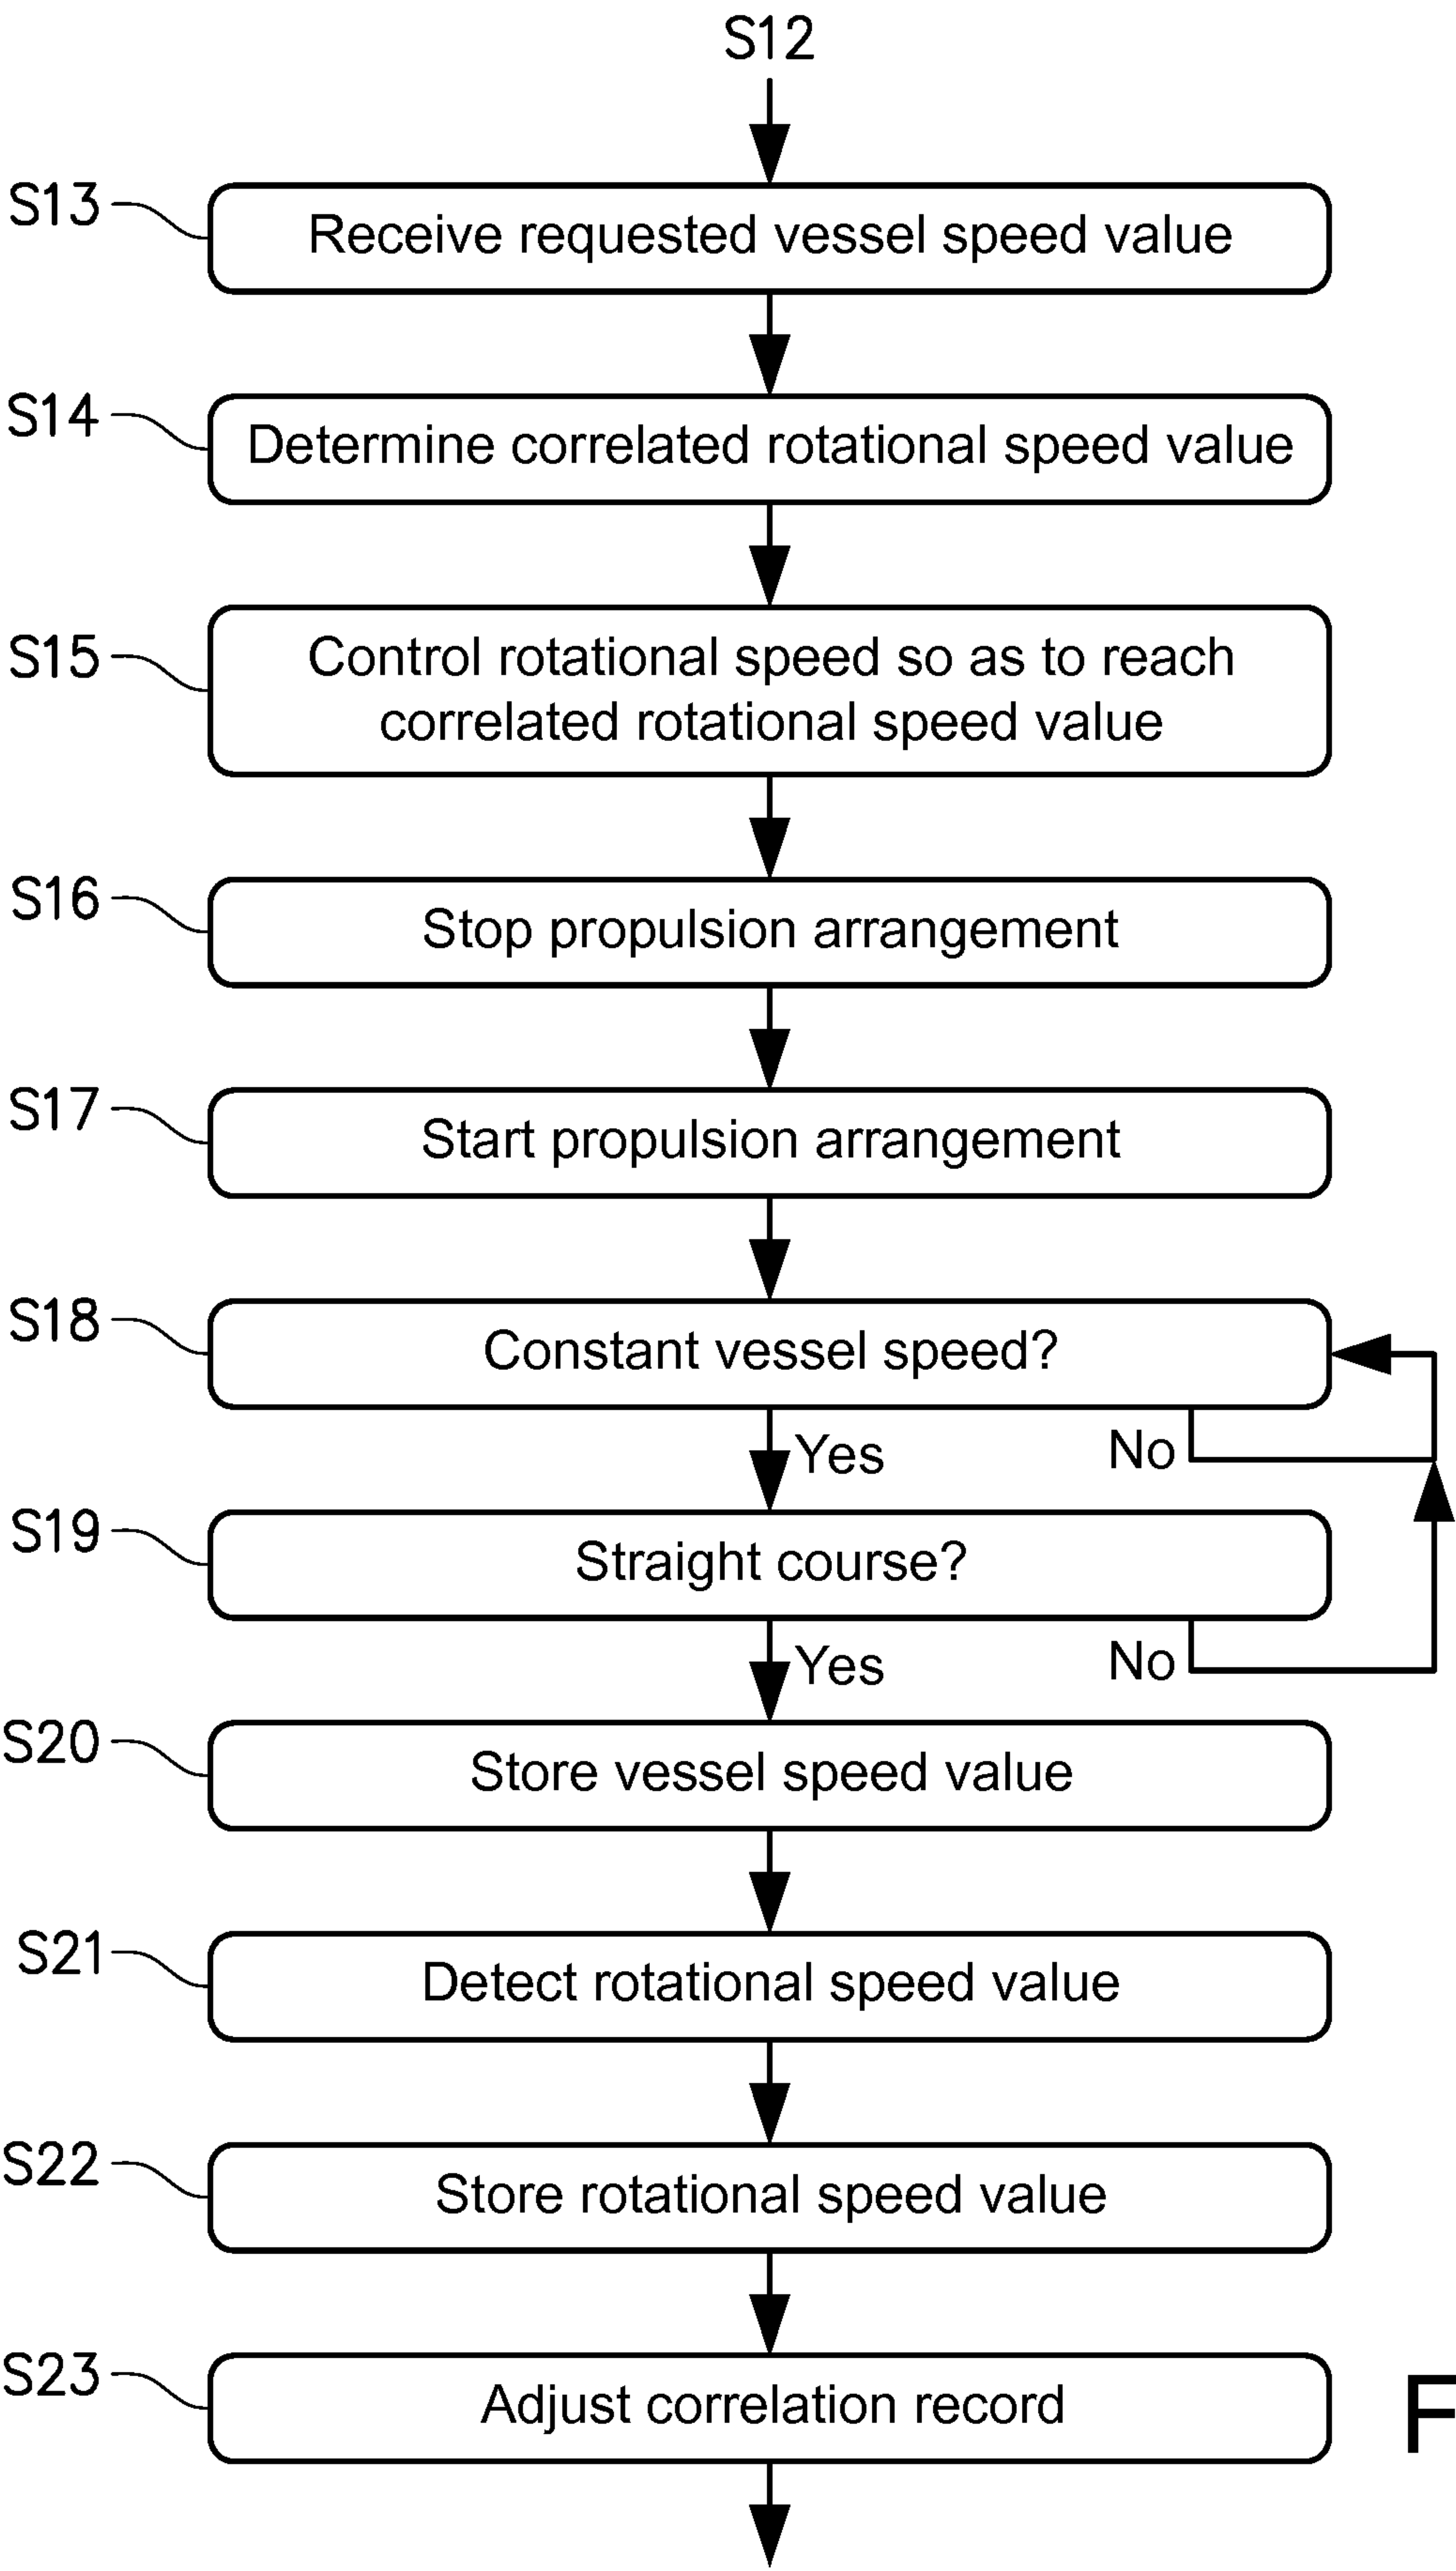 S12
S13
Receive requested vessel speed value
S14
Determine correlated rotational speed value
S15
Control rotational speed so as to reach
correlated rotational speed value
S16
Stop propulsion arrangement
S17
Start propulsion arrangement
S18
Constant vessel speed?
Yes
No
S19
Straight course?
Yes
No
S20
Store vessel speed value
S21
Detect rotational speed value
S22
Store rotational speed value
S23
Adjust correlation record
F